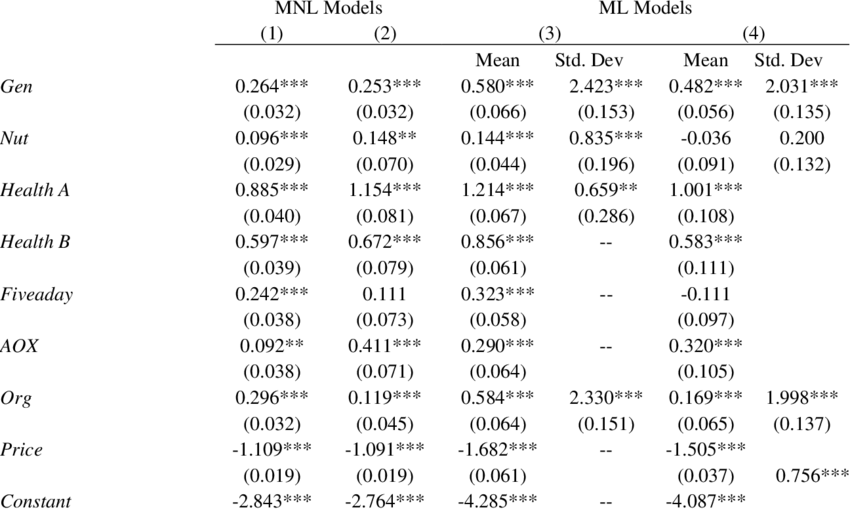 MNL Models ML Models
(1) (2) (3) (4)
Mean Std. Dev Mean Std. Dev
Gen 0.264*** 0.253*** 0.580*** 2.423*** 0.482*** 2.031***
(0.032) (0.032) (0.066) (0.153) (0.056) (0.135)
Nut 0.096*** 0.148** 0.144*** 0.835*** -0.036 0.200
(0.029) (0.070) (0.044) (0.196) (0.091) (0.132)
Health A 0.885*** 1.154*** 1.214*** 0.659** 1.001***
(0.040) (0.081) (0.067) (0.286) (0.108)
Health B 0.597*** 0.672*** 0.856*** -- 0.583***
(0.039) (0.079) (0.061) (0.111)
Fiveaday 0.242*** 0.111 0.323*** -- -0.111
(0.038) (0.073) (0.058) (0.097)
AOX 0.092** 0.411*** 0.290*** -- 0.320***
(0.038) (0.071) (0.064) (0.105)
Org 0.296*** 0.119*** 0.584*** 2.330*** 0.169*** 1.998***
(0.032) (0.045) (0.064) (0.151) (0.065) (0.137)
Price -1.109*** -1.091*** -1.682*** -- -1.505***
(0.019) (0.019) (0.061) (0.037) 0.756***
Constant -2.843*** -2.764*** -4.285*** -- -4.087***